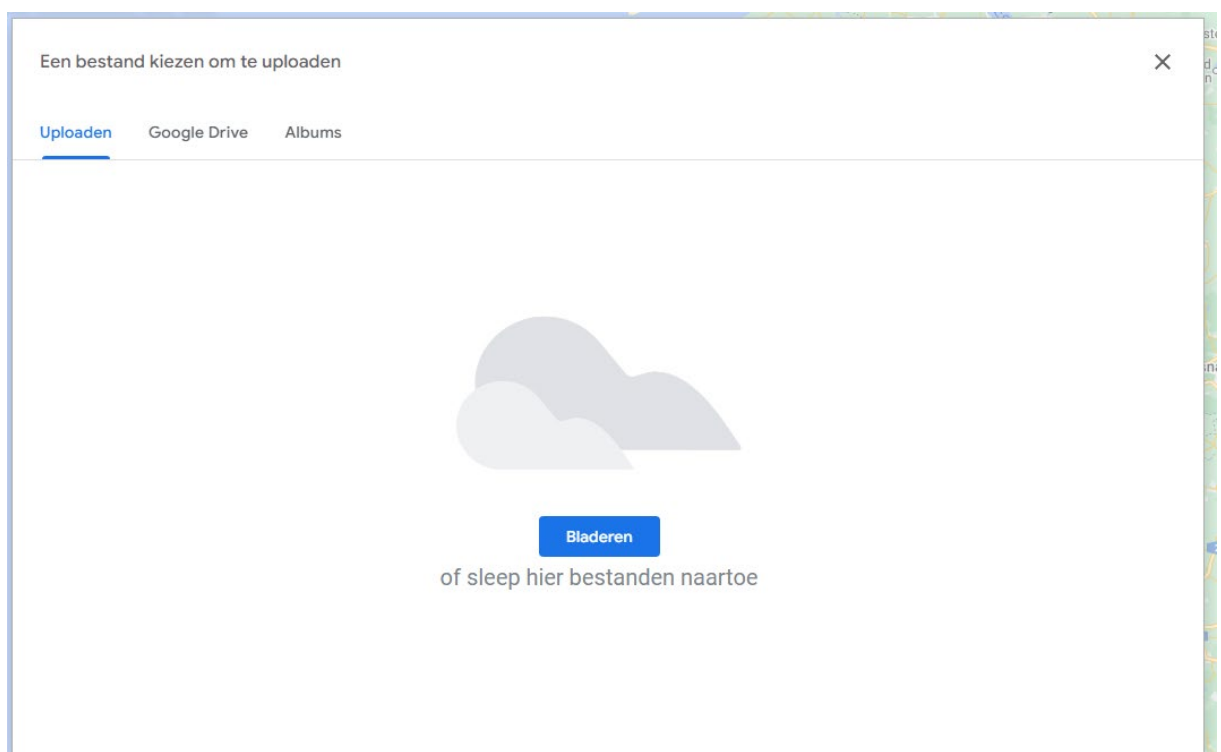 Een bestand kiezen om te uploaden
Uploaden Google Drive Albums
Bladeren
of sleep hier bestanden naartoe